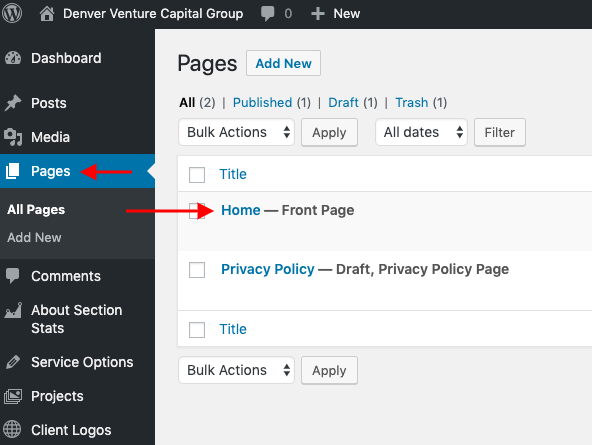 Denver Venture Capital Group 0 + New
Dashboard
Posts
Media
Pages
All Pages
Add New
Comments
About Section
Stats
Service Options
Projects
Client Logos
Pages Add New
All (2) | Published (1) | Draft (1) | Trash (1)
Bulk Actions Apply All dates Filter
Title
Home — Front Page
Privacy Policy — Draft, Privacy Policy Page
Title
Bulk Actions Apply